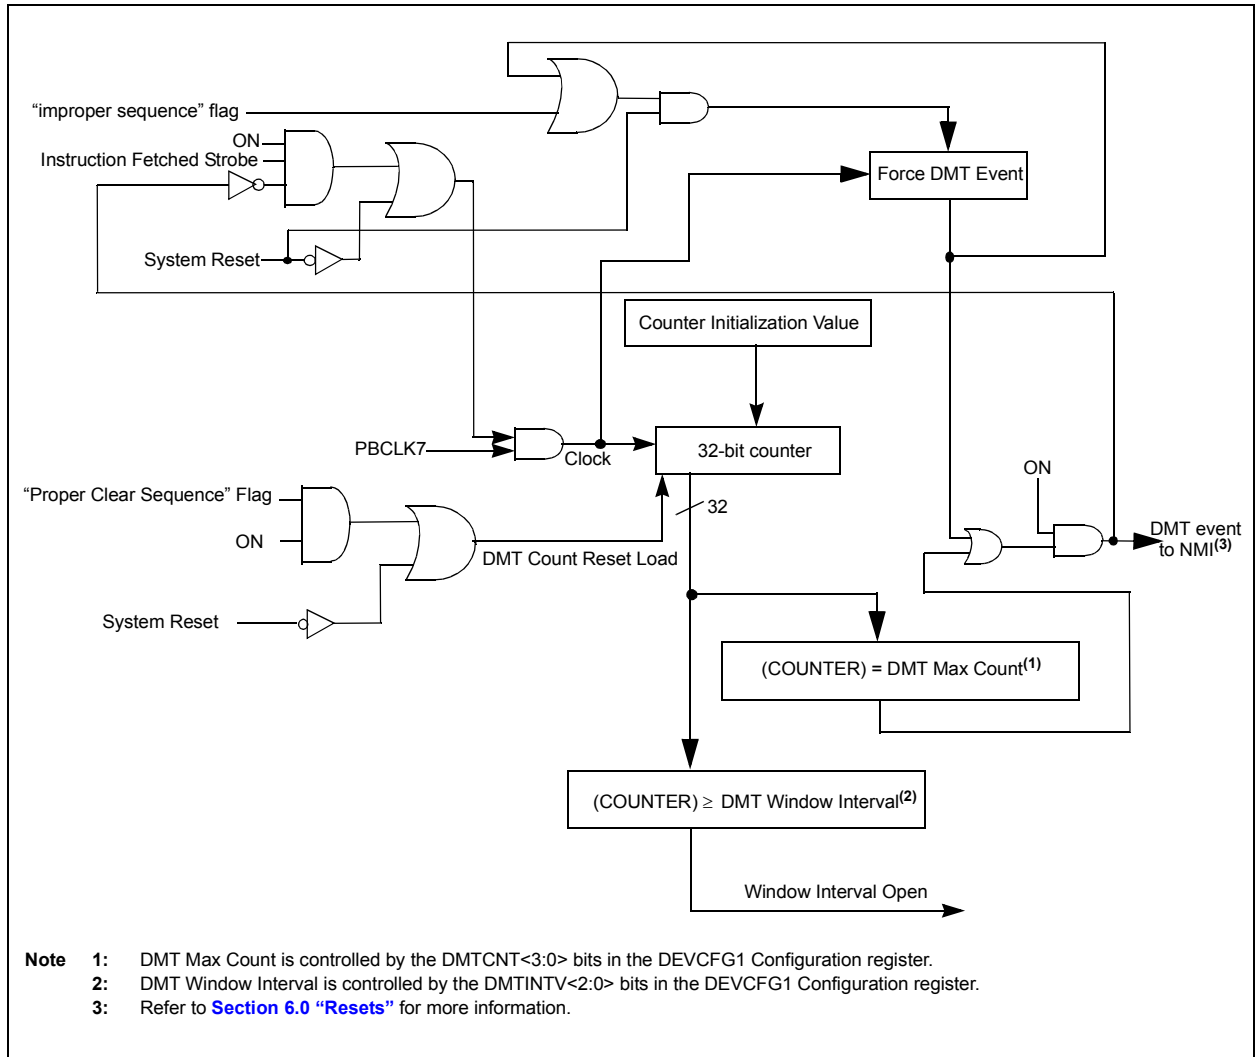 “improper sequence” flag
ON
Instruction Fetched Strobe
Force DMT Event
System Reset
Counter Initialization Value
PBCLK7
Clock
32-bit counter
“Proper Clear Sequence” Flag
32
ON
ON
DMT event
to NMI(3)
DMT Count Reset Load
System Reset
(COUNTER) = DMT Max Count(1)
(COUNTER) ≥ DMT Window Interval(2)
Window Interval Open
Note 1: DMT Max Count is controlled by the DMTCNT<3:0> bits in the DEVCFG1 Configuration register.
2: DMT Window Interval is controlled by the DMTINTV<2:0> bits in the DEVCFG1 Configuration register.
3: Refer to Section 6.0 “Resets” for more information.